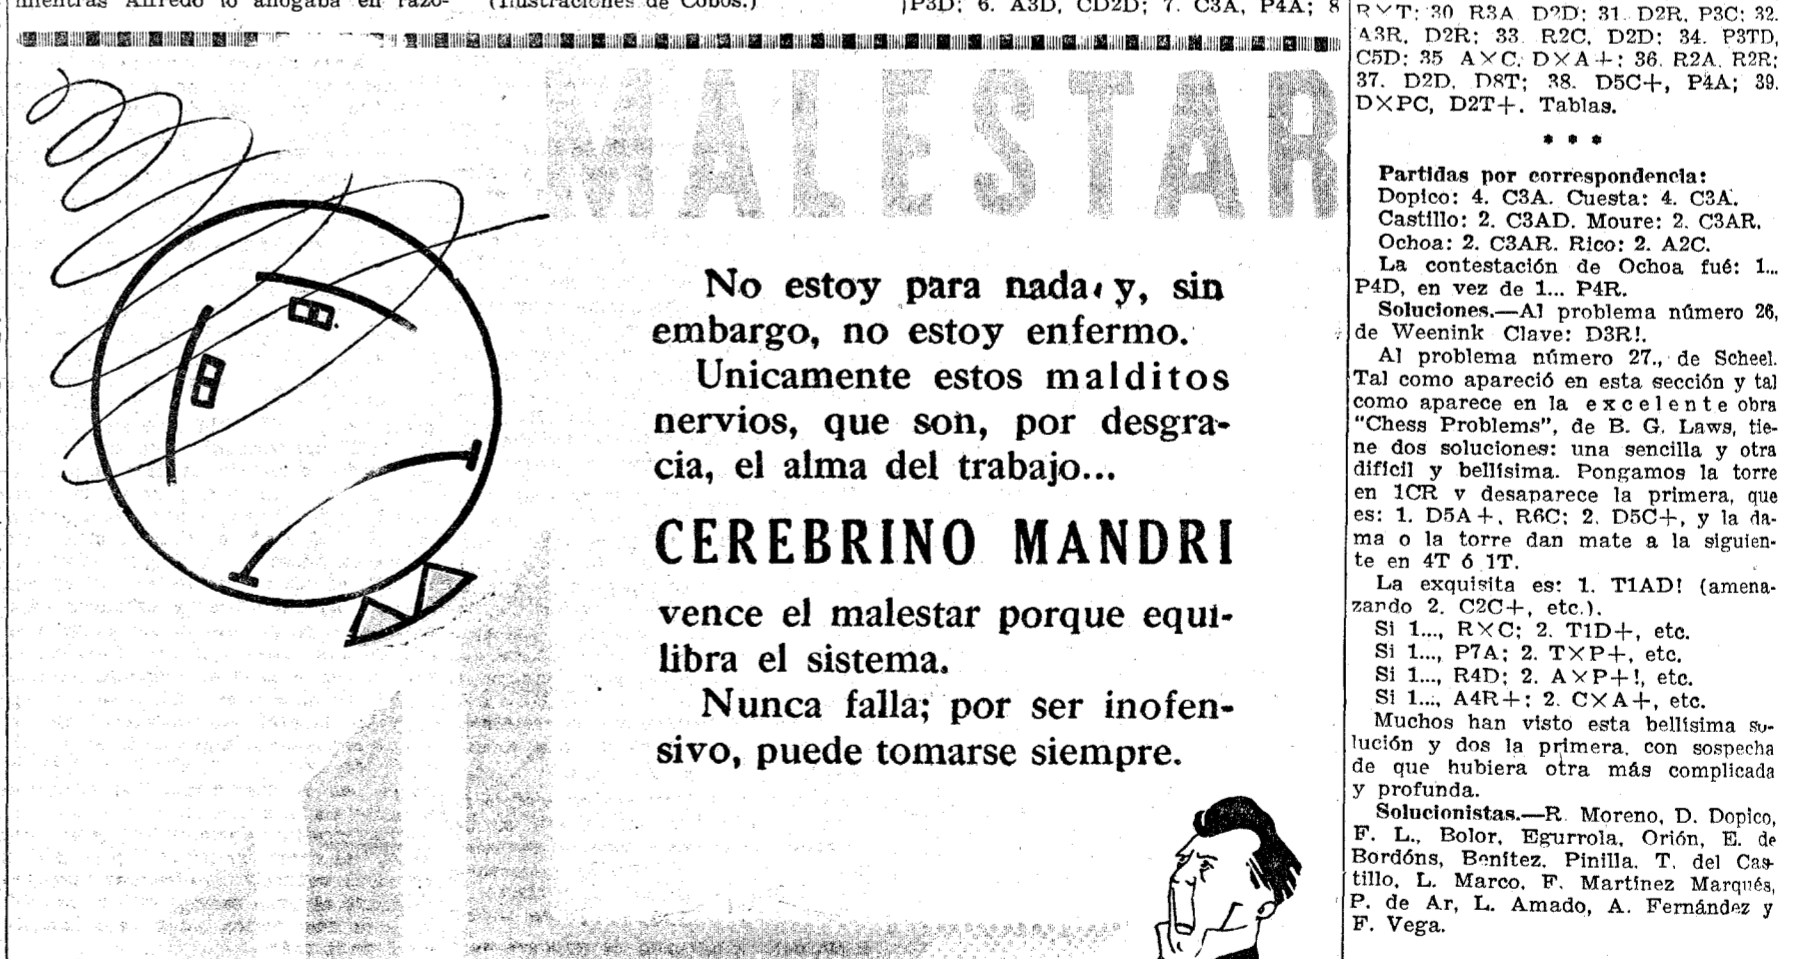 mientras Alfredo lo ahogaba en razo-
(Ilustraciones de Cobos.)
P3D; 6. A3D, CD2D; 7. C3A, P4A; 8
MALESTAR
No estoy para nada, y, sin
embargo, no estoy enfermo.
Unicamente estos malditos
nervios, que son, por desgra-
cia, el alma del trabajo...
CEREBRINO MANDRI
vence el malestar porque equi-
libra el sistema.
Nunca falla; por ser inofen-
sivo, puede tomarse siempre.
R×T; 30 R3A D2D; 31. D2R, P3C; 32.
A3R, D2R; 33. R2C, D2D; 34. P3TD,
C5D; 35 A×C, D×A+; 36. R2A, R2R;
37. D2D, D8T; 38. D5C+, P4A; 39.
D×PC, D2T+. Tablas.
* * *
Partidas por correspondencia:
Dopico: 4. C3A. Cuesta: 4. C3A.
Castillo: 2. C3AD. Moure: 2. C3AR.
Ochoa: 2. C3AR. Rico: 2. A2C.
La contestación de Ochoa fué: 1...
P4D, en vez de 1... P4R.
Soluciones.—Al problema número 26,
de Weenink Clave: D3R!.
Al problema número 27., de Scheel.
Tal como apareció en esta sección y tal
como aparece en la excelente obra
"Chess Problems", de B. G. Laws, tie-
ne dos soluciones: una sencilla y otra
difícil y bellísima. Pongamos la torre
en 1CR y desaparece la primera, que
es: 1. D5A+, R6C; 2. D5C+, y la da-
ma o la torre dan mate a la siguien-
te en 4T ó 1T.
La exquisita es: 1. T1AD! (amena-
zando 2. C2C+, etc.).
Si 1..., R×C; 2. T1D+, etc.
Si 1..., P7A; 2. T×P+, etc.
Si 1..., R4D; 2. A×P+!, etc.
Si 1..., A4R+; 2. C×A+, etc.
Muchos han visto esta bellísima so-
lución y dos la primera, con sospecha
de que hubiera otra más complicada
y profunda.
Solucionistas.—R. Moreno, D. Dopico,
F. L., Bolor, Egurrola, Orión, E. de
Bordóns, Benítez, Pinilla, T. del Cas-
tillo, L. Marco, F. Martínez Marqués,
P. de Ar, L. Amado, A. Fernández y
F. Vega.